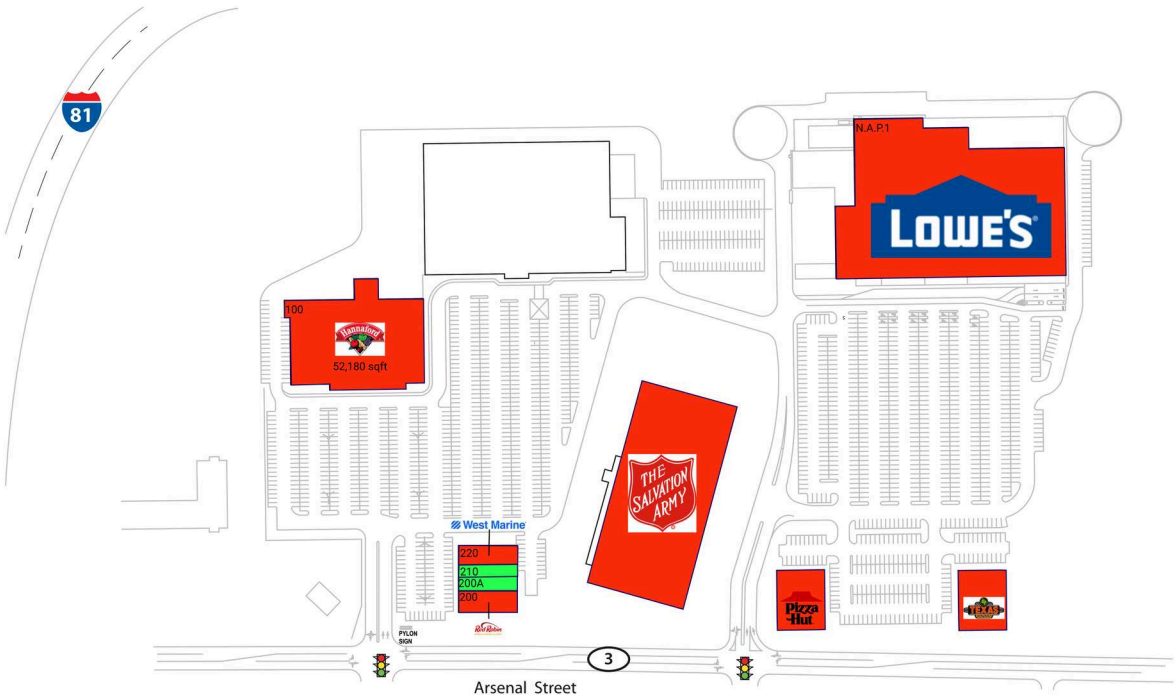 81
N.A.P.1
LOWE'S
100
Hannaford
52,180 sqft
THE
SALVATION
ARMY
West Marine
220
210
200A
200
Red Robin
PYLON
SIGN
Pizza
Hut
TEXAS
3
Arsenal Street